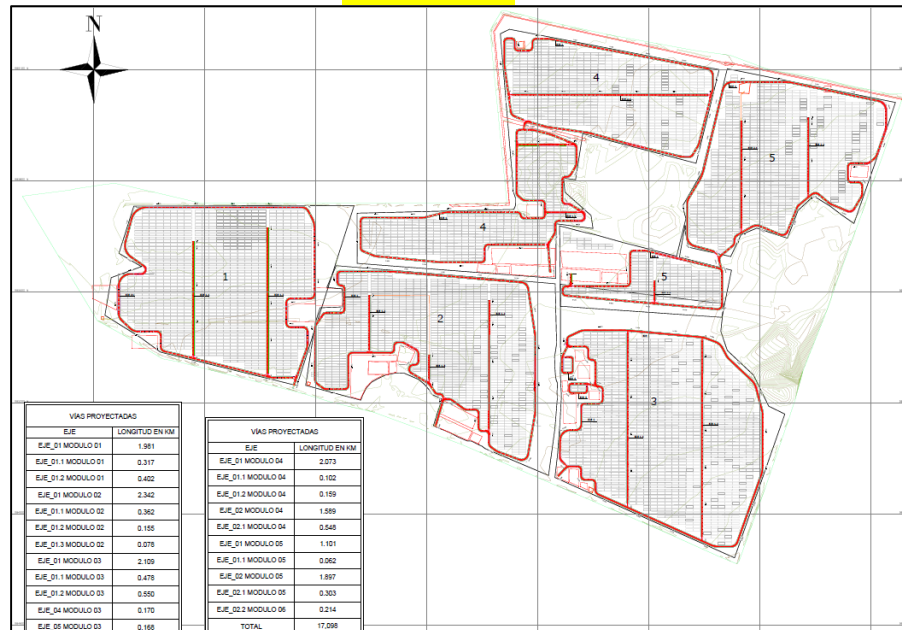 N
4
5
4
1
5
2
3
VÍAS PROYECTADAS
EJE LONGITUD EN KM
EJE_01 MODULO 01 1.981
EJE_01.1 MODULO 01 0.317
EJE_01.2 MODULO 01 0.402
EJE_01 MODULO 02 2.342
EJE_01.1 MODULO 02 0.362
EJE_01.2 MODULO 02 0.155
EJE_01.3 MODULO 02 0.076
EJE_01 MODULO 03 2.109
EJE_01.1 MODULO 03 0.478
EJE_01.2 MODULO 03 0.550
EJE_04 MODULO 03 0.170
EJE_05 MODULO 03 0.168
VÍAS PROYECTADAS
EJE LONGITUD EN KM
EJE_01 MODULO 04 2.073
EJE_01.1 MODULO 04 0.102
EJE_01.2 MODULO 04 0.159
EJE_02 MODULO 04 1.589
EJE_02.1 MODULO 04 0.548
EJE_01 MODULO 05 1.101
EJE_01.1 MODULO 05 0.062
EJE_02 MODULO 05 1.897
EJE_02.1 MODULO 05 0.303
EJE_02.2 MODULO 06 0.214
TOTAL 17,098